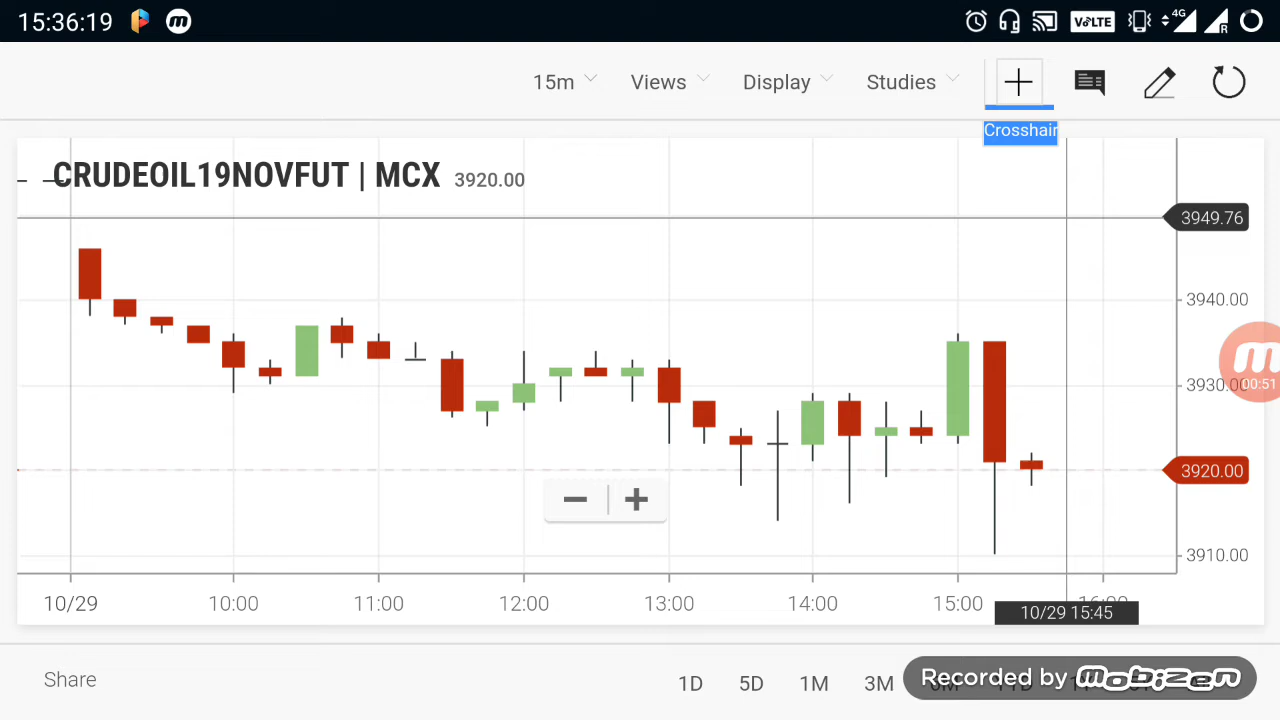 15:36:19
VoLTE
4G
R
15m Views Display Studies
Crosshair
CRUDEOIL19NOVFUT | MCX 3920.00
3949.76
3940.00
3930.00
00:51
3920.00
3910.00
10/29 10:00 11:00 12:00 13:00 14:00 15:00 16:00
10/29 15:45
Share
1D 5D 1M 3M
Recorded by mobizen